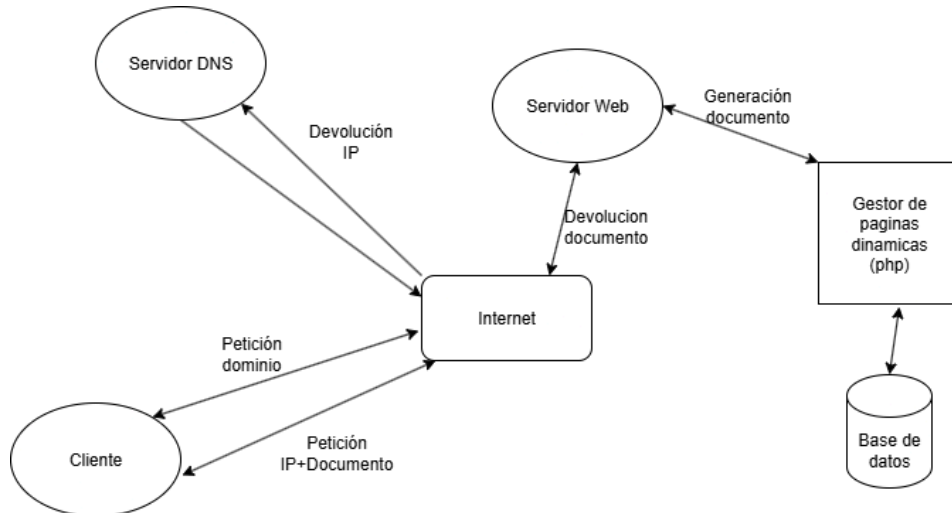 Servidor DNS
Servidor Web
Generación
documento
Devolución
IP
Devolucion
documento
Gestor de
paginas
dinamicas
(php)
Internet
Petición
dominio
Cliente
Petición
IP+Documento
Base de
datos